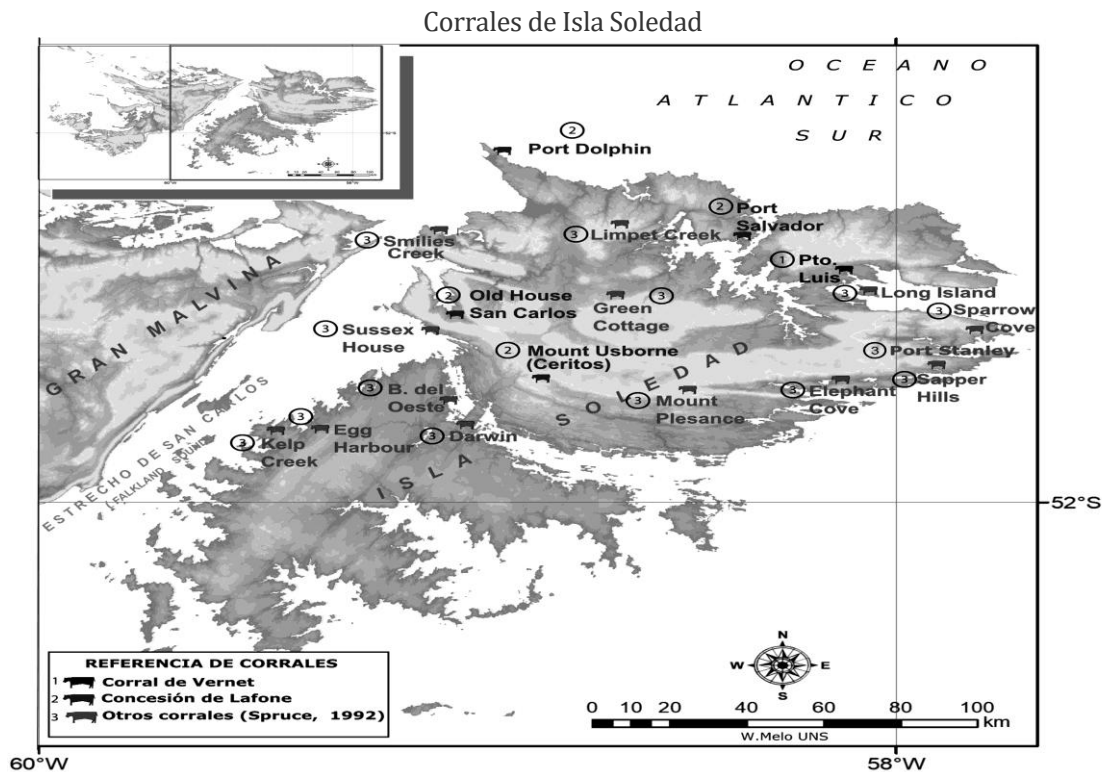 Corrales de Isla Soledad
OCEANO
ATLANTICO
SUR
2
Port Dolphin
2 Port
Salvador
3 Limpet Creek
3 Smilies
Creek
1 Pto.
Luis
GRAN MALVINA
2 Old House
San Carlos
Green 3
Cottage
3 Long Island
3 Sparrow
Cove
3 Sussex
House
2 Mount Usborne
(Ceritos)
3 Port Stanley
ISLA SOLEDAD
3 B. del
Oeste
3 Mount
Plesance
3 Elephant
Cove
3 Sapper
Hills
3 Egg
Harbour
3 Darwin
3 Kelp
Creek
ESTRECHO DE SAN CARLOS
(FALKLAND SOUND)
52°S
N
W E
S
REFERENCIA DE CORRALES
1 Corral de Vernet
2 Concesión de Lafone
3 Otros corrales (Spruce, 1992)
0 10 20 40 60 80 100
km
W.Melo UNS
60°W 58°W